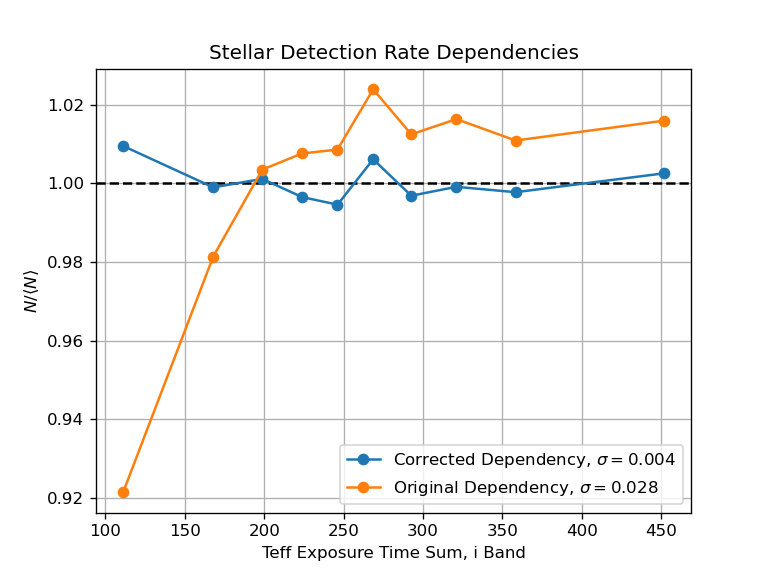 Stellar Detection Rate Dependencies
N/⟨N⟩
1.02
1.00
0.98
0.96
0.94
0.92
100 150 200 250 300 350 400 450
Teff Exposure Time Sum, i Band
Corrected Dependency, σ = 0.004
Original Dependency, σ = 0.028